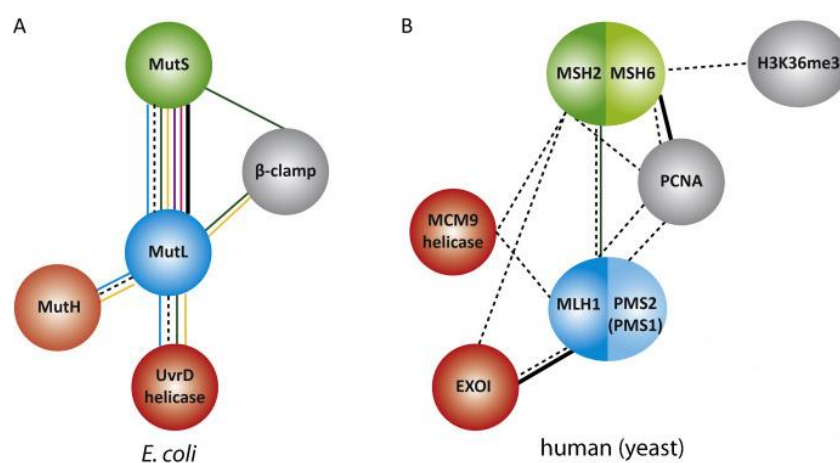 A
MutS
β-clamp
MutL
MutH
UvrD
helicase
E. coli
B
MSH2
MSH6
H3K36me3
PCNA
MCM9
helicase
MLH1
PMS2
(PMS1)
EXOI
human (yeast)